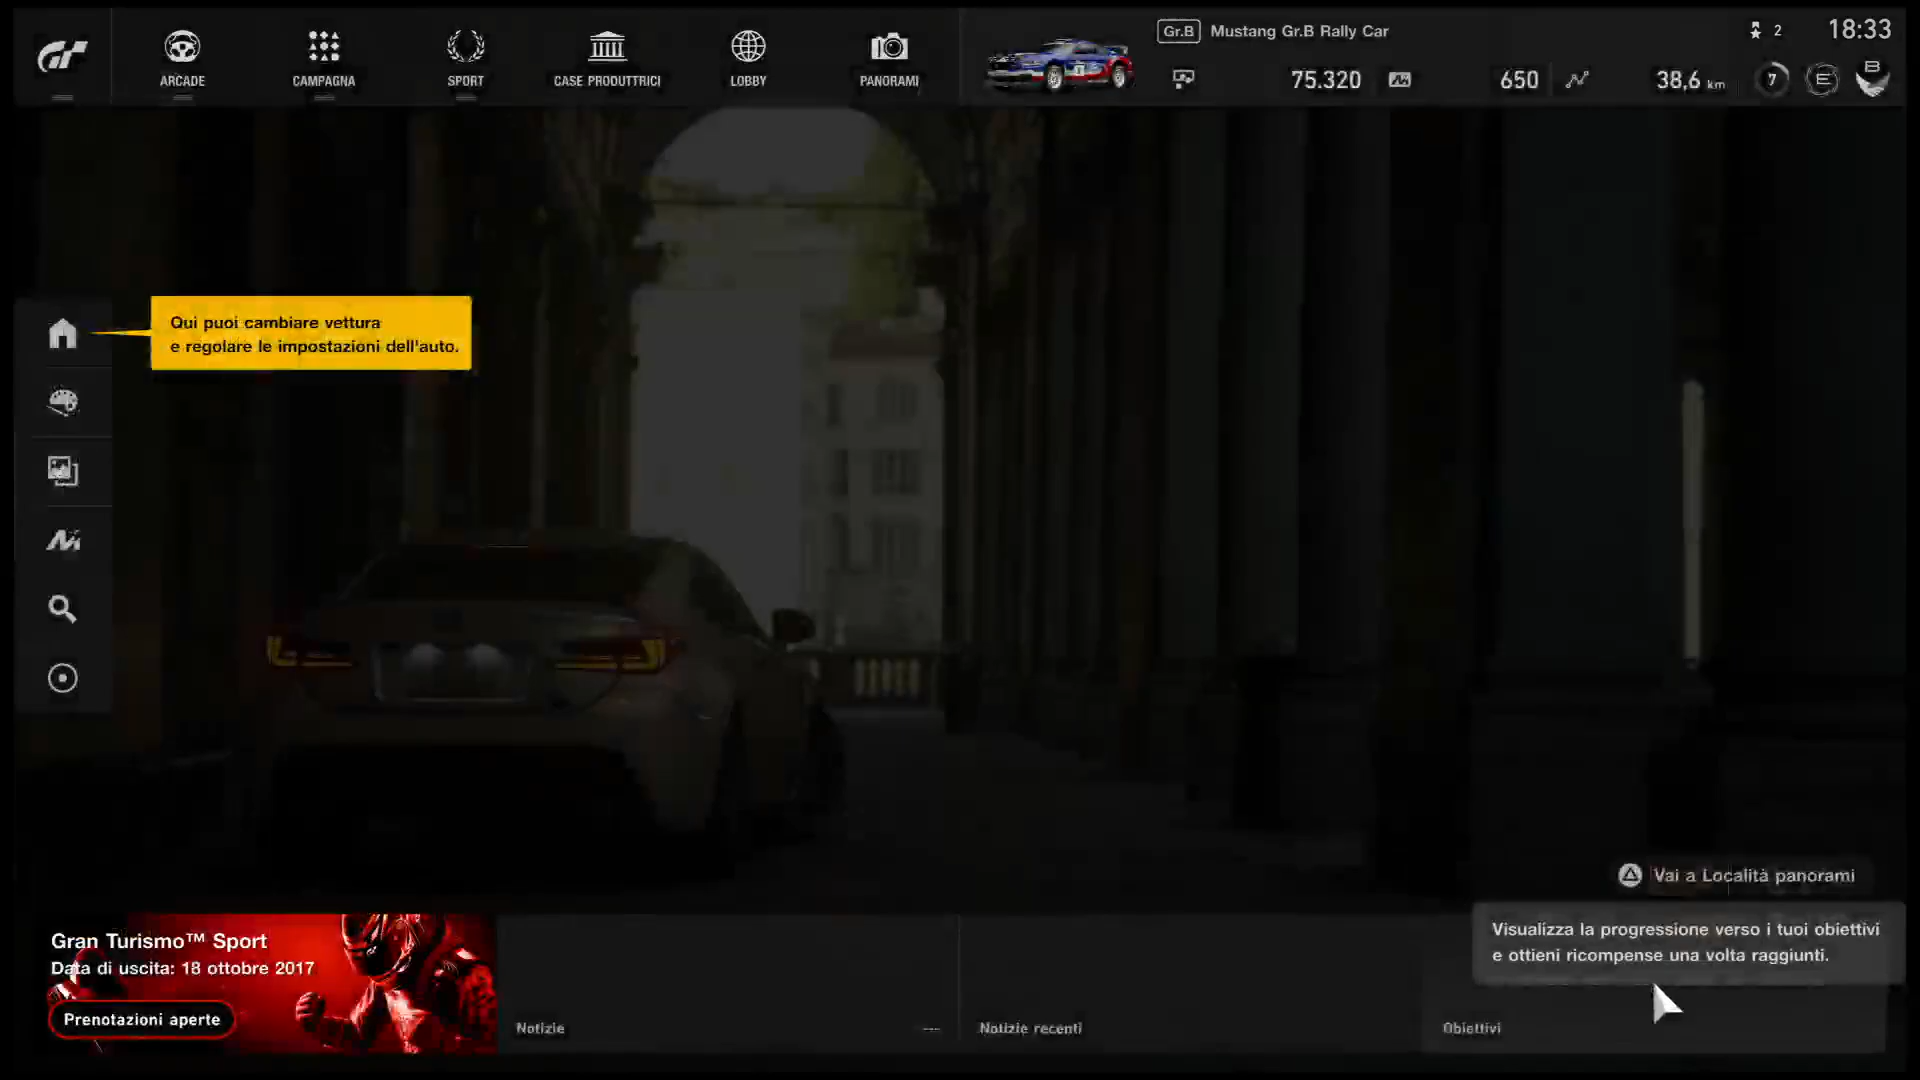 GT
ARCADE
CAMPAGNA
SPORT
CASE PRODUTTRICI
LOBBY
PANORAMI
Gr.B Mustang Gr.B Rally Car
2
18:33
75.320
650
38,6 km
7
E
B
Qui puoi cambiare vettura
e regolare le impostazioni dell'auto.
Vai a Località panorami
Visualizza la progressione verso i tuoi obiettivi
e ottieni ricompense una volta raggiunti.
Gran Turismo™ Sport
Data di uscita: 18 ottobre 2017
Prenotazioni aperte
Notizie
---
Notizie recenti
Obiettivi